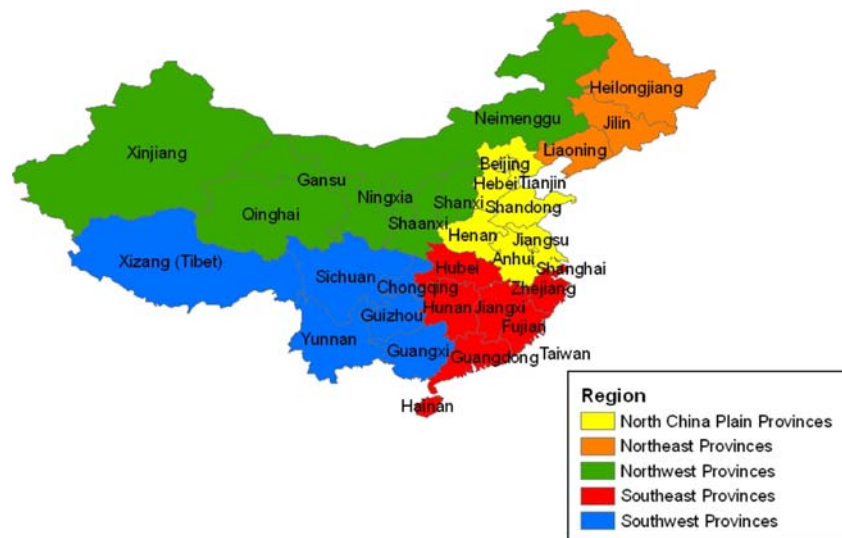 Heilongjiang
Jilin
Liaoning
Neimenggu
Xinjiang
Gansu
Beijing
Hebei
Tianjin
Ningxia
Shanxi
Qinghai
Shandong
Shaanxi
Henan
Jiangsu
Anhui
Xizang (Tibet)
Hubei
Shanghai
Sichuan
Chongqing
Zhejiang
Hunan
Jiangxi
Guizhou
Fujian
Yunnan
Guangxi
Guangdong
Taiwan
Hainan
Region
North China Plain Provinces
Northeast Provinces
Northwest Provinces
Southeast Provinces
Southwest Provinces